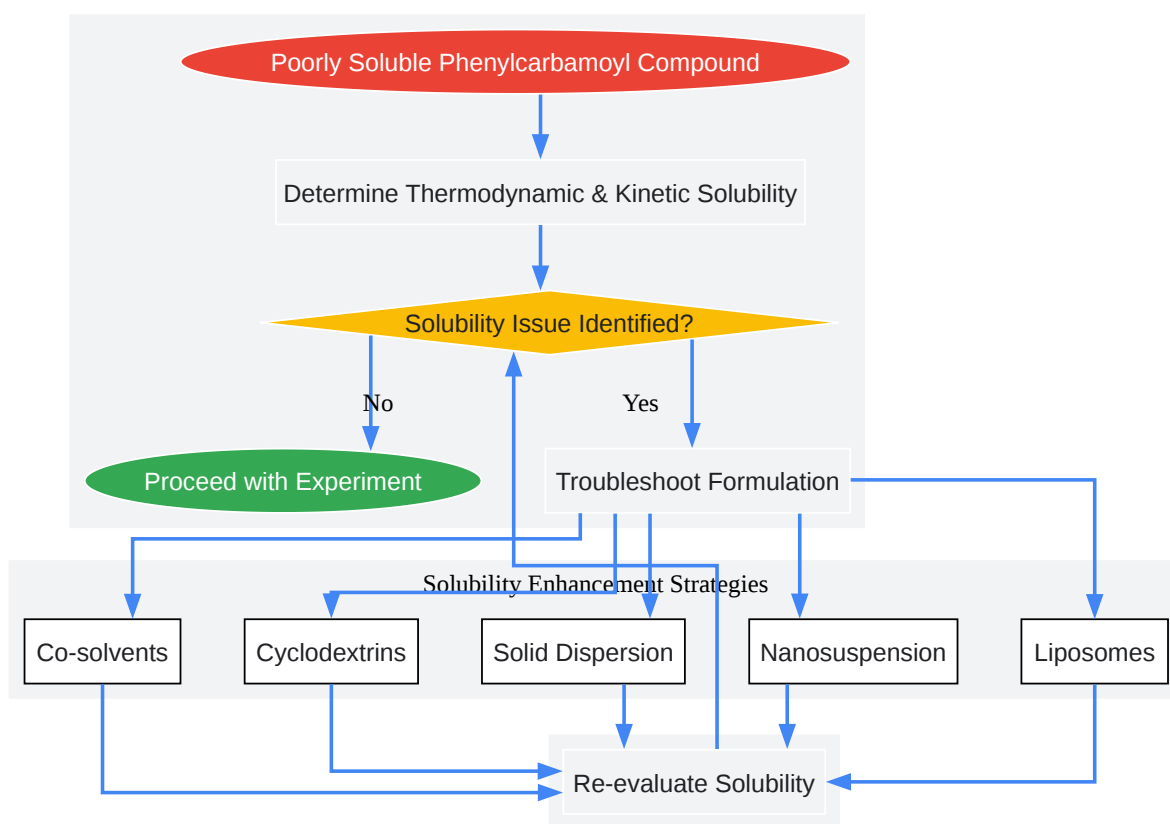 Poorly Soluble Phenylcarbamoyl Compound
Determine Thermodynamic & Kinetic Solubility
Solubility Issue Identified?
No
Yes
Proceed with Experiment
Troubleshoot Formulation
Solubility Enhancement Strategies
Co-solvents
Cyclodextrins
Solid Dispersion
Nanosuspension
Liposomes
Re-evaluate Solubility